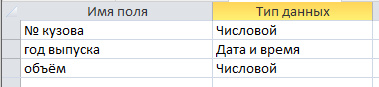 Имя поля Тип данных
№ кузова Числовой
год выпуска Дата и время
объём Числовой